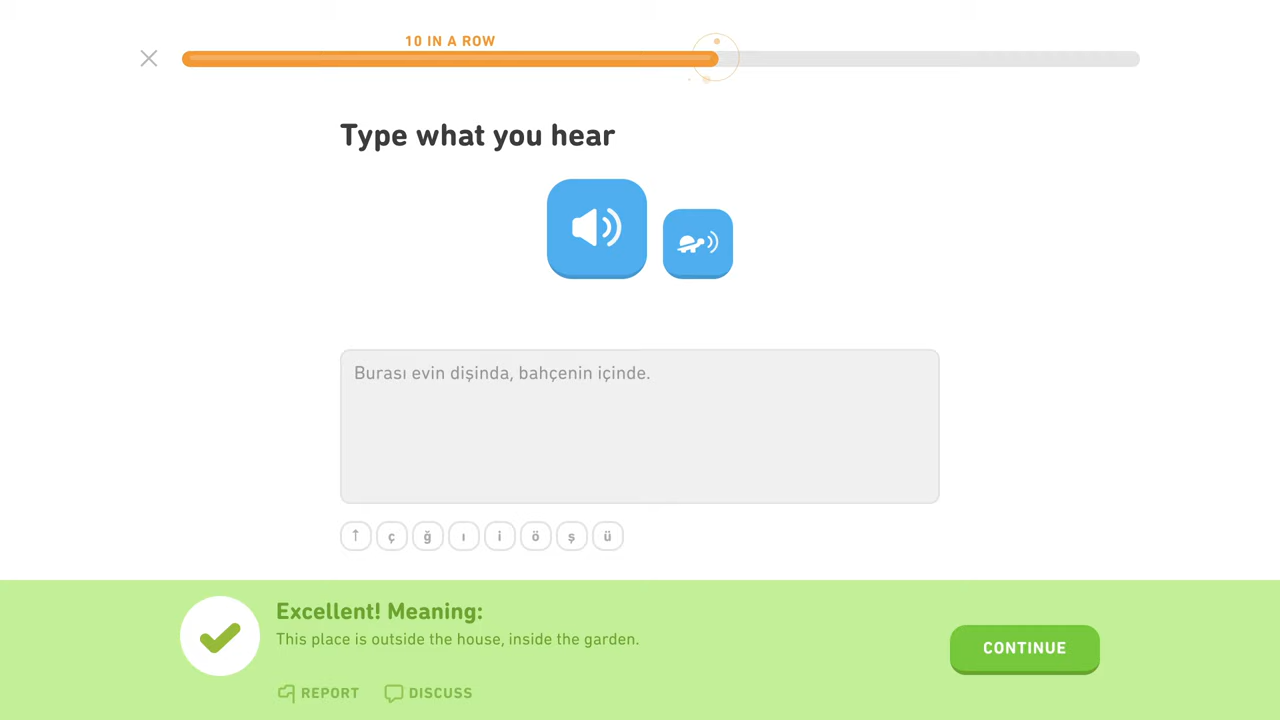 10 IN A ROW
Type what you hear
Burası evin dişinda, bahçenin içinde.
↑ ç ğ ı i ö ş ü
Excellent! Meaning:
This place is outside the house, inside the garden.
CONTINUE
REPORT DISCUSS